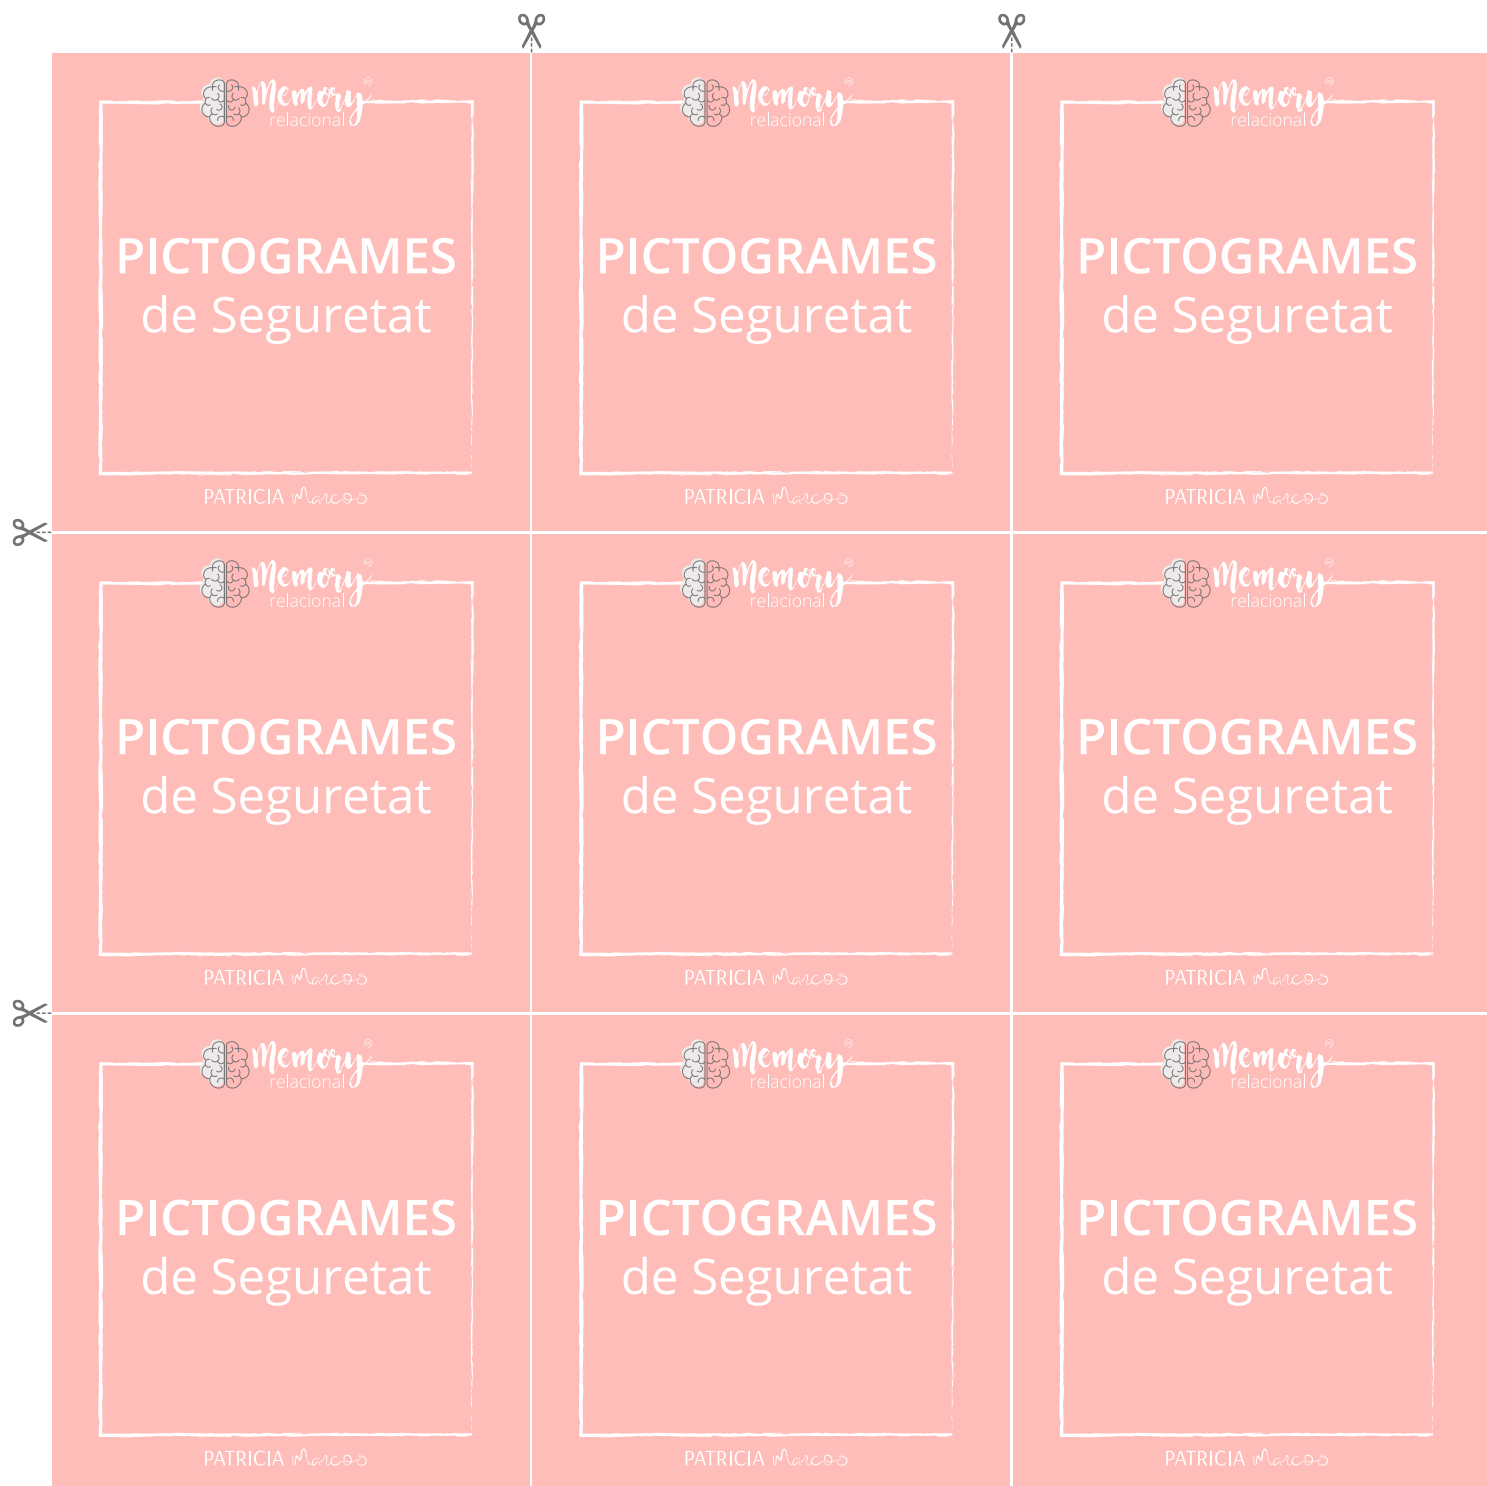 Memory®
relacional
PICTOGRAMES
de Seguretat
PATRICIA Marcos
Memory®
relacional
PICTOGRAMES
de Seguretat
PATRICIA Marcos
Memory®
relacional
PICTOGRAMES
de Seguretat
PATRICIA Marcos
Memory®
relacional
PICTOGRAMES
de Seguretat
PATRICIA Marcos
Memory®
relacional
PICTOGRAMES
de Seguretat
PATRICIA Marcos
Memory®
relacional
PICTOGRAMES
de Seguretat
PATRICIA Marcos
Memory®
relacional
PICTOGRAMES
de Seguretat
PATRICIA Marcos
Memory®
relacional
PICTOGRAMES
de Seguretat
PATRICIA Marcos
Memory®
relacional
PICTOGRAMES
de Seguretat
PATRICIA Marcos